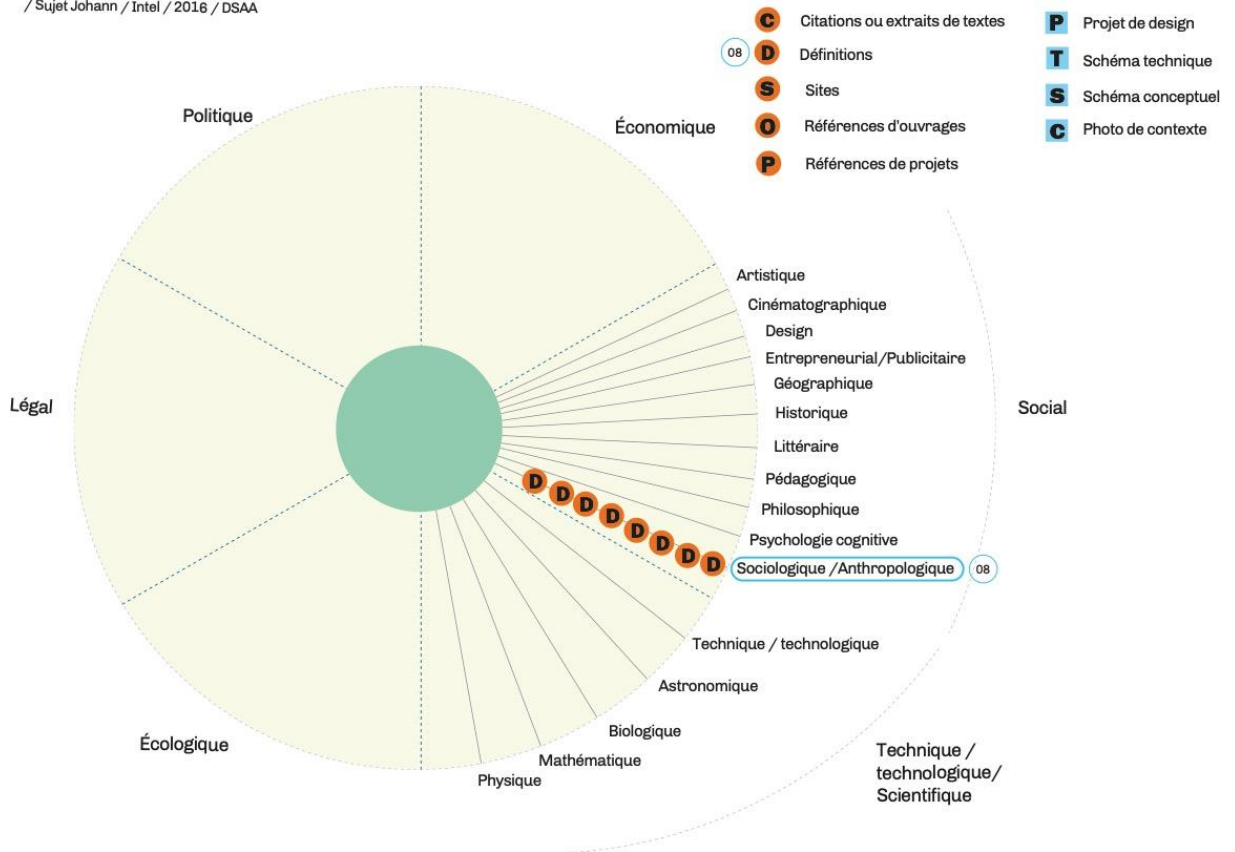 / Sujet Johann / Intel / 2016 / DSAA
C Citations ou extraits de textes
08 D Définitions
S Sites
O Références d'ouvrages
P Références de projets
P Projet de design
T Schéma technique
S Schéma conceptuel
C Photo de contexte
Politique
Économique
Légal
Social
Artistique
Cinématographique
Design
Entrepreneurial/Publicitaire
Géographique
Historique
Littéraire
Pédagogique
Philosophique
Psychologie cognitive
D D D D D D D D Sociologique /Anthropologique 08
Technique / technologique
Astronomique
Biologique
Mathématique
Physique
Écologique
Technique /
technologique/
Scientifique